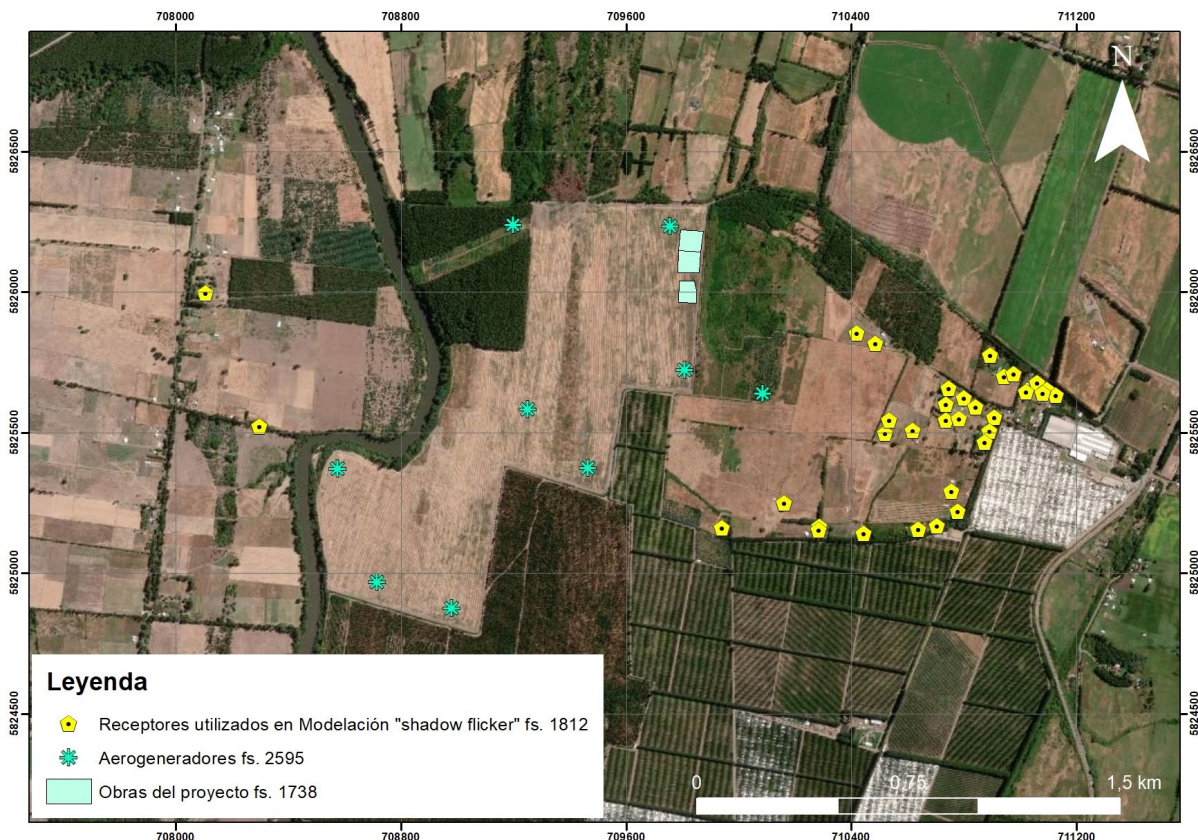 708000 708800 709600 710400 711200
N
5826500 5826500
5826000 5826000
5825500 5825500
5825000 5825000
5824500 5824500
Leyenda
Receptores utilizados en Modelación "shadow flicker" fs. 1812
Aerogeneradores fs. 2595
Obras del proyecto fs. 1738
0 0,75 1,5 km
708000 708800 709600 710400 711200